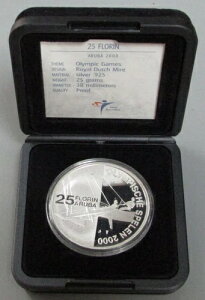 25 FLORIN
ARUBA 2000
THEME: Olympic Games
DESIGN: Royal Dutch Mint
MATERIAL: Silver .925
WEIGHT: 25 grams
DIAMETER: 38 millimeters
QUALITY: Proof
25 FLORIN
ARUBA
OLYMPISCHE SPELEN 2000